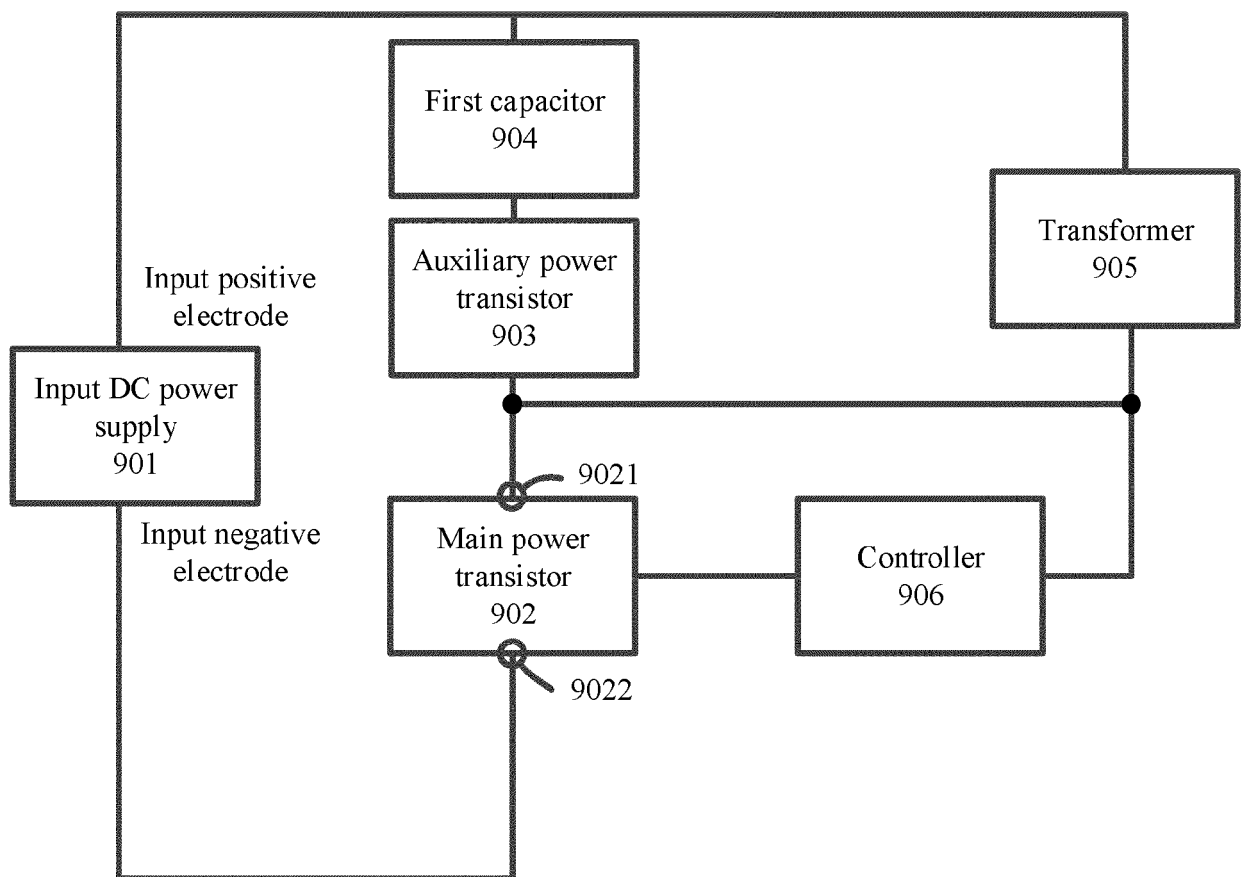 First capacitor
904
Auxiliary power
transistor
903
Transformer
905
Input positive
electrode
Input DC power
supply
901
Input negative
electrode
9021
Main power
transistor
902
Controller
906
9022